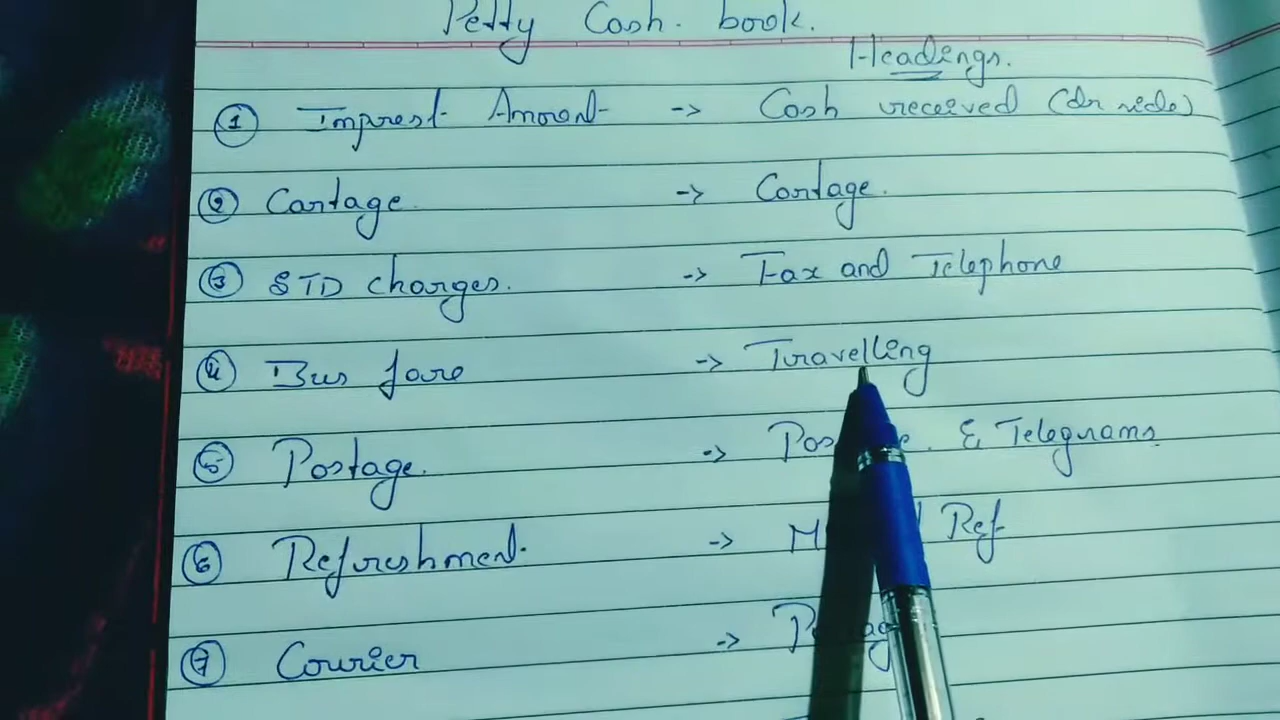 Petty Cash. book.
Headings.
① Imprest Amount -> Cash received (dr side)
② Cartage. -> Cartage.
③ STD charges. -> Fax and Telephone
④ Bus fare -> Travelling
⑤ Postage. -> & Telegrams.
⑥ Refreshment. -> Ref
⑦ Courier ->